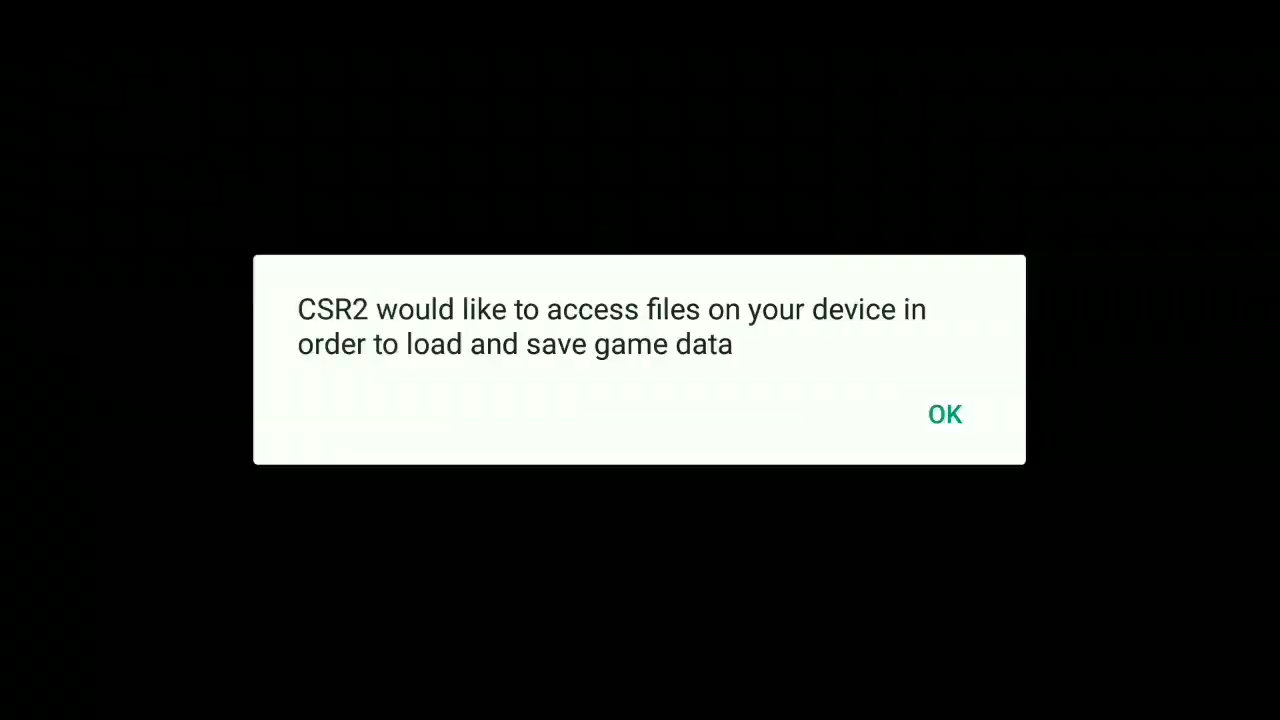 CSR2 would like to access files on your device in
order to load and save game data
OK